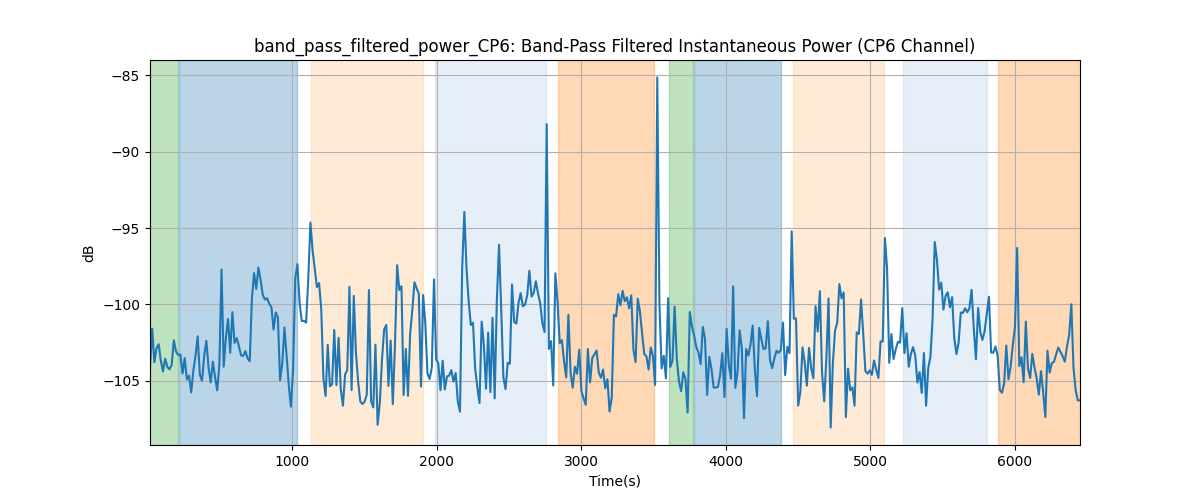 band_pass_filtered_power_CP6: Band-Pass Filtered Instantaneous Power (CP6 Channel)
−85
−90
−95
−100
−105
dB
1000 2000 3000 4000 5000 6000
Time(s)